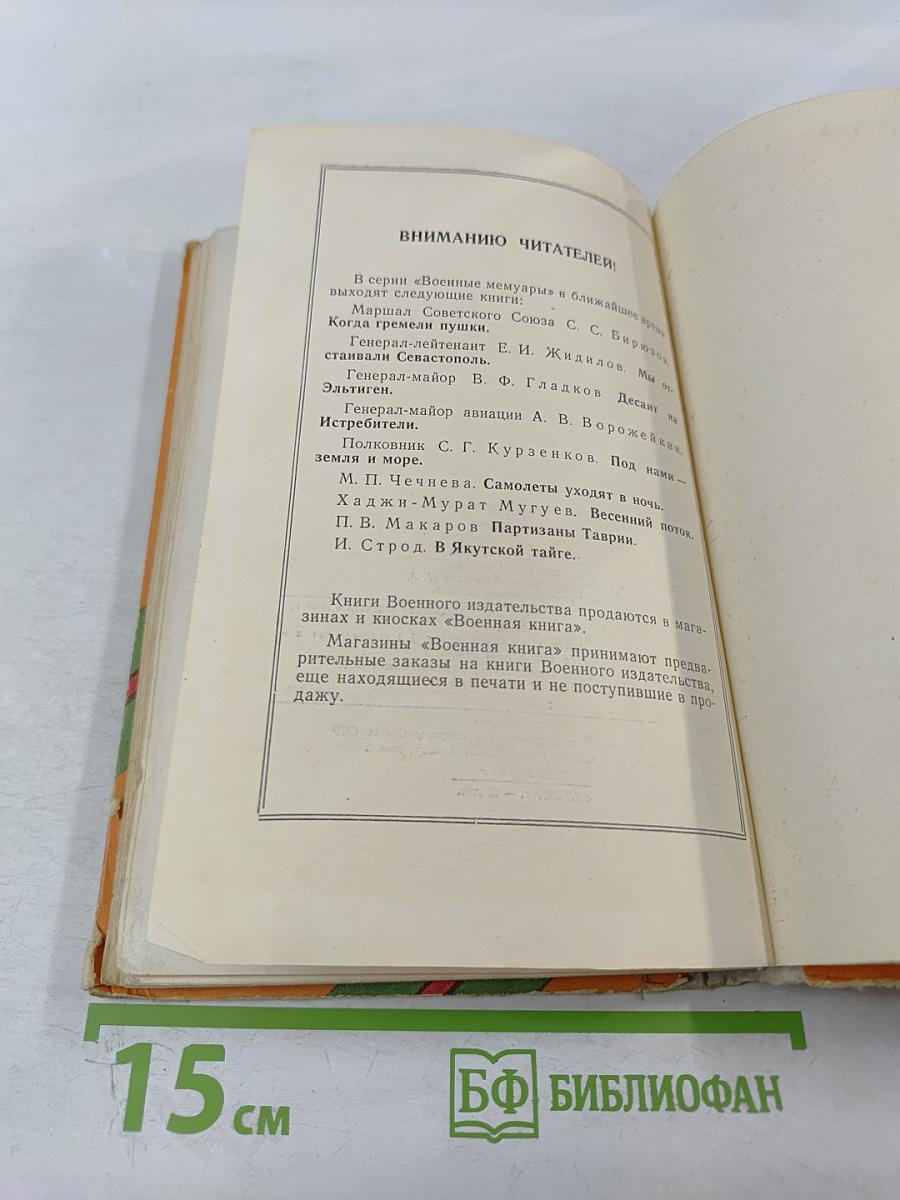 ВНИМАНИЮ ЧИТАТЕЛЕЙ!
В серии «Военные мемуары» в ближайшее время
выходят следующие книги:
Маршал Советского Союза С. С. Бирюзов
Когда гремели пушки.
Генерал-лейтенант Е. И. Жидилов. Мы от-
стаивали Севастополь.
Генерал-майор В. Ф. Гладков. Десант на
Эльтиген.
Генерал-майор авиации А. В. Ворожейкин.
Истребители.
Полковник С. Г. Курзенков. Под нами —
земля и море.
М. П. Чечнева. Самолеты уходят в ночь.
Хаджи-Мурат Мугуев. Весенний поток.
П. В. Макаров Партизаны Таврии.
И. Строд. В Якутской тайге.
Книги Военного издательства продаются в мага-
зинах и киосках «Военная книга».
Магазины «Военная книга» принимают предва-
рительные заказы на книги Военного издательства,
еще находящиеся в печати и не поступившие в про-
дажу.
15 см
БФ БИБЛИОФАН